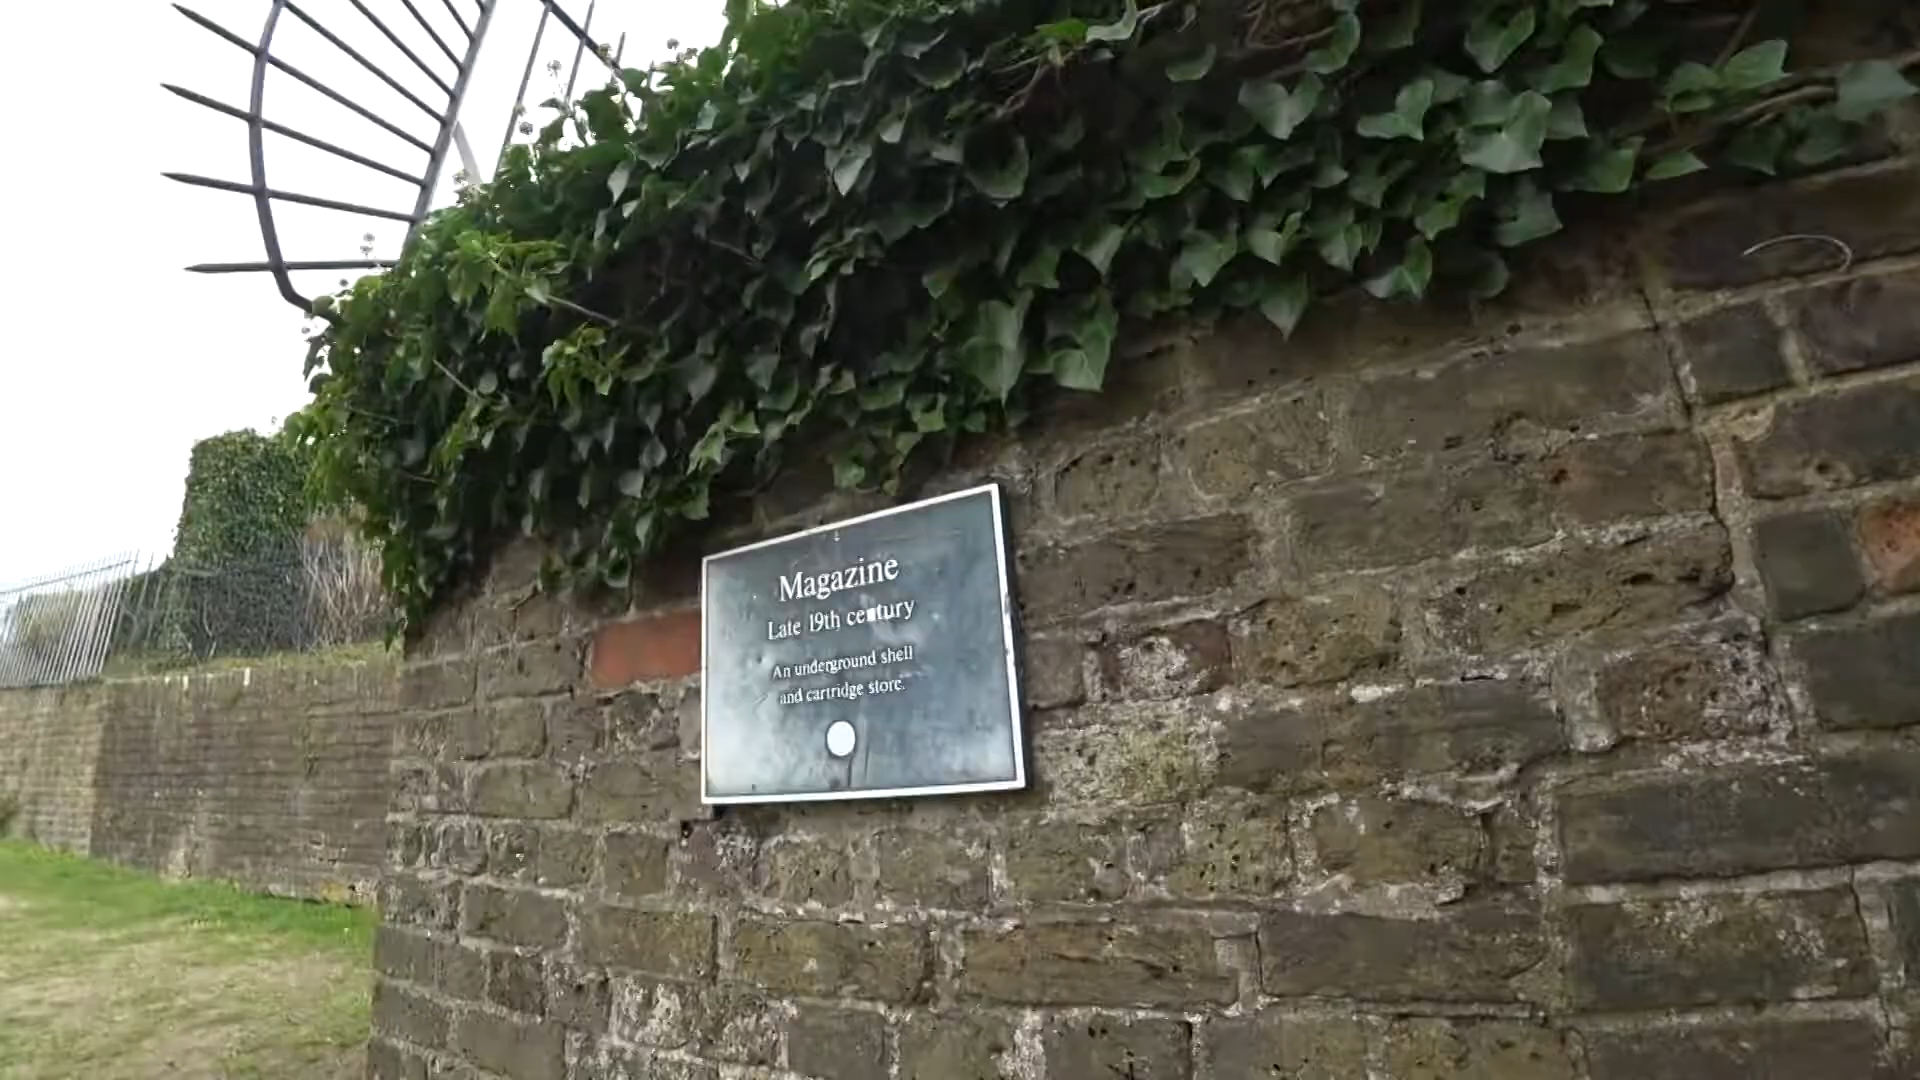 Magazine
Late 19th century
An underground shell
and cartridge store.